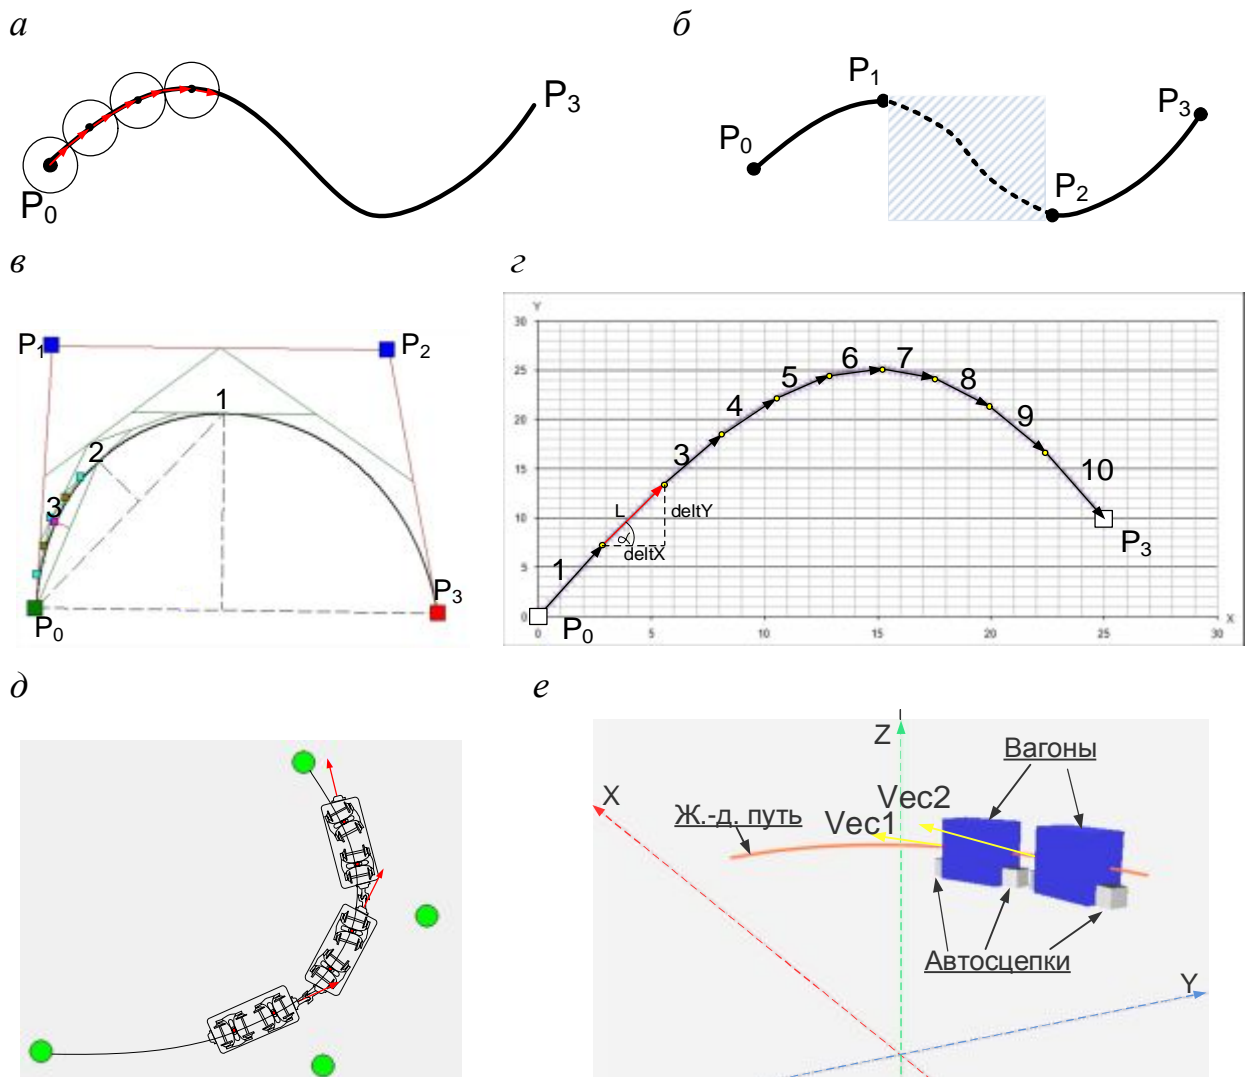 а
P0
P3
б
P0
P1
P2
P3
в
P1
P2
1
2
3
P0
P3
г
Y
30
25
20
15
10
5
0
1
L
α
deltX
deltY
3
4
5
6
7
8
9
10
P0
P3
0
5
10
15
20
25
30
X
д
е
Z
Вагоны
X
Vec2
Ж.-д. путь
Vec1
Автосцепки
Y